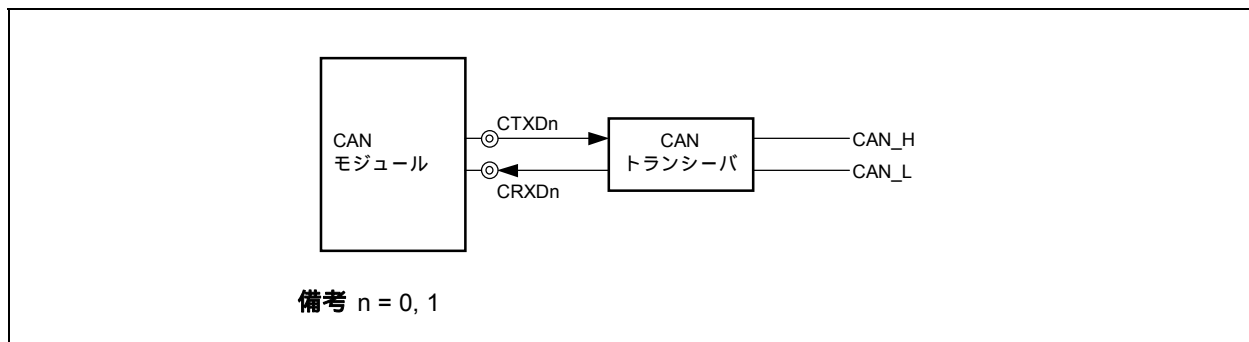 CAN
モジュール
CTXDn
CRXDn
CAN
トランシーバ
CAN_H
CAN_L
備考 n = 0, 1